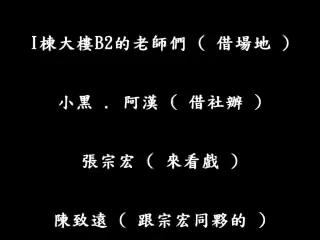 I棟大樓B2的老師們 ( 借場地 )
小黑 . 阿漢 ( 借社辦 )
張宗宏 ( 來看戲 )
陳致遠 ( 跟宗宏同夥的 )